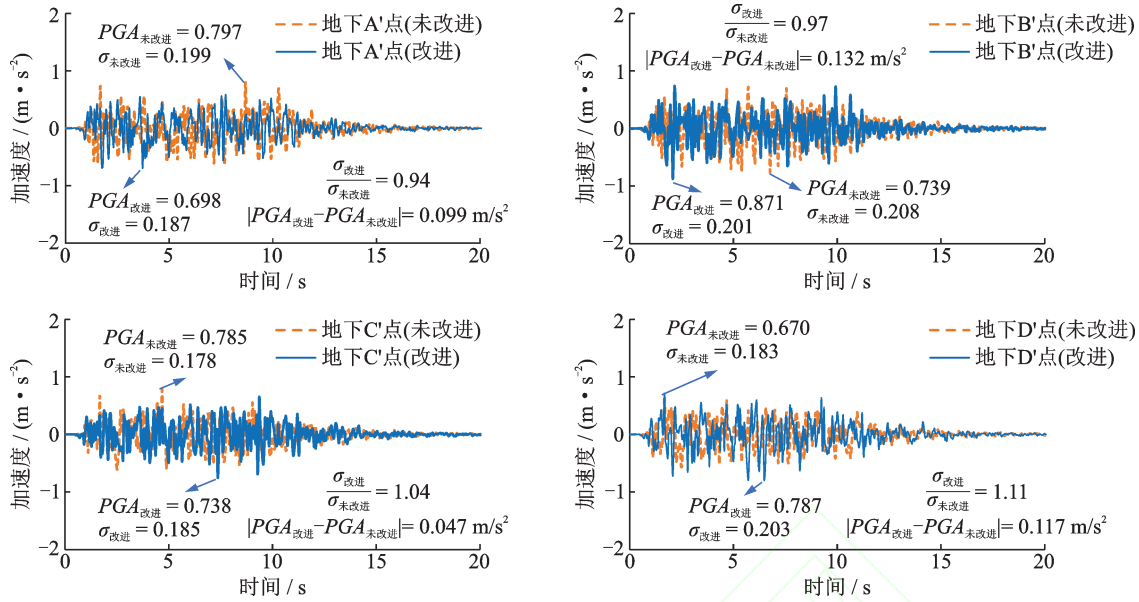 PGA未改进 = 0.797
σ未改进 = 0.199
地下A'点(未改进)
地下A'点(改进)
加速度 / (m·s⁻²)
2
1
0
−1
−2
PGA改进 = 0.698
σ改进 = 0.187
σ改进/σ未改进 = 0.94
|PGA改进−PGA未改进| = 0.099 m/s²
0 5 10 15 20
时间 / s
σ改进/σ未改进 = 0.97
|PGA改进−PGA未改进| = 0.132 m/s²
地下B'点(未改进)
地下B'点(改进)
加速度 / (m·s⁻²)
2
1
0
−1
−2
PGA改进 = 0.871
σ改进 = 0.201
PGA未改进 = 0.739
σ未改进 = 0.208
0 5 10 15 20
时间 / s
PGA未改进 = 0.785
σ未改进 = 0.178
地下C'点(未改进)
地下C'点(改进)
加速度 / (m·s⁻²)
2
1
0
−1
−2
PGA改进 = 0.738
σ改进 = 0.185
σ改进/σ未改进 = 1.04
|PGA改进−PGA未改进| = 0.047 m/s²
0 5 10 15 20
时间 / s
PGA未改进 = 0.670
σ未改进 = 0.183
地下D'点(未改进)
地下D'点(改进)
加速度 / (m·s⁻²)
2
1
0
−1
−2
PGA改进 = 0.787
σ改进 = 0.203
σ改进/σ未改进 = 1.11
|PGA改进−PGA未改进| = 0.117 m/s²
0 5 10 15 20
时间 / s